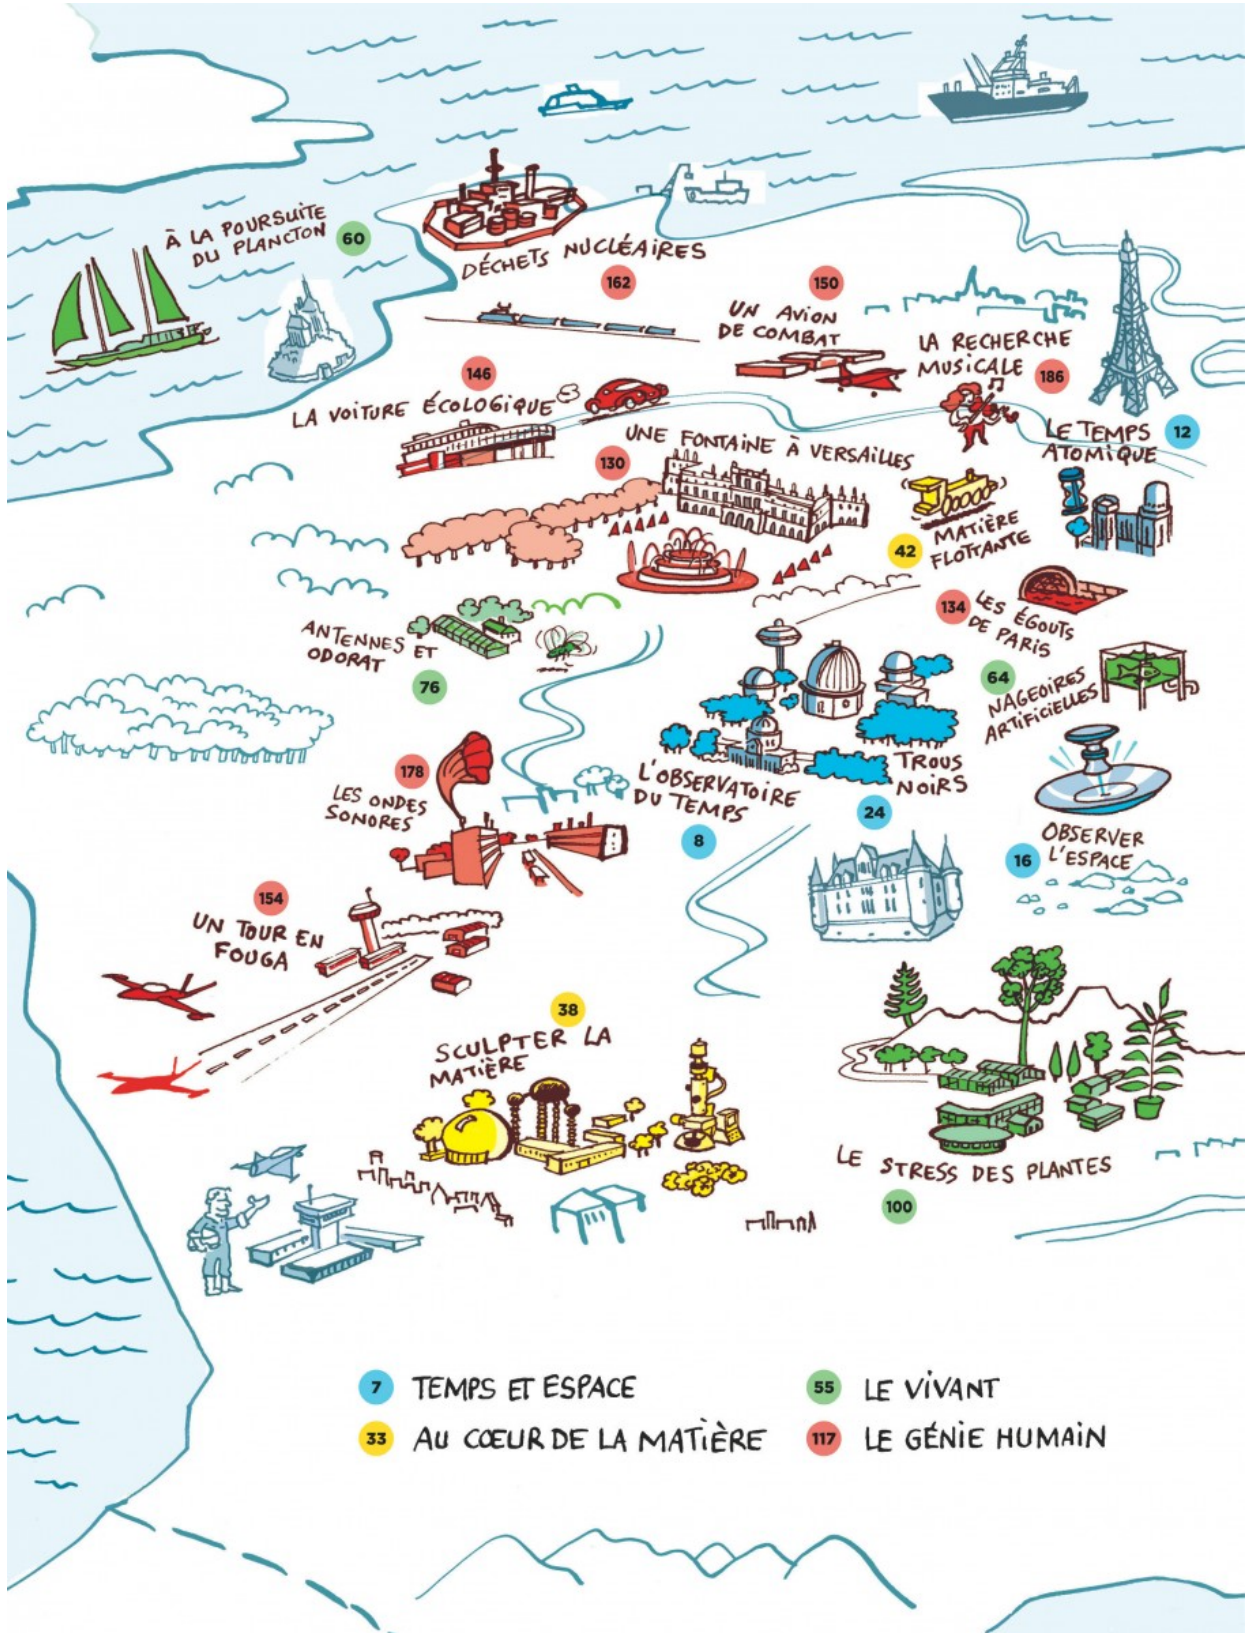 À LA POURSUITE
DU PLANCTON
60
DÉCHETS NUCLÉAIRES
162
150
UN AVION
DE COMBAT
LA RECHERCHE
MUSICALE
186
146
LA VOITURE ÉCOLOGIQUE
LE TEMPS
ATOMIQUE
12
130
UNE FONTAINE À VERSAILLES
42
MATIÈRE
FLOTTANTE
134
LES ÉGOUTS
DE PARIS
ANTENNES ET
ODORAT
76
64
NAGEOIRES
ARTIFICIELLES
178
LES ONDES
SONORES
L'OBSERVATOIRE
DU TEMPS
8
TROUS
NOIRS
24
OBSERVER
L'ESPACE
16
154
UN TOUR EN
FOUGA
38
SCULPTER LA
MATIÈRE
LE STRESS DES PLANTES
100
7 TEMPS ET ESPACE
33 AU CŒUR DE LA MATIÈRE
55 LE VIVANT
117 LE GÉNIE HUMAIN